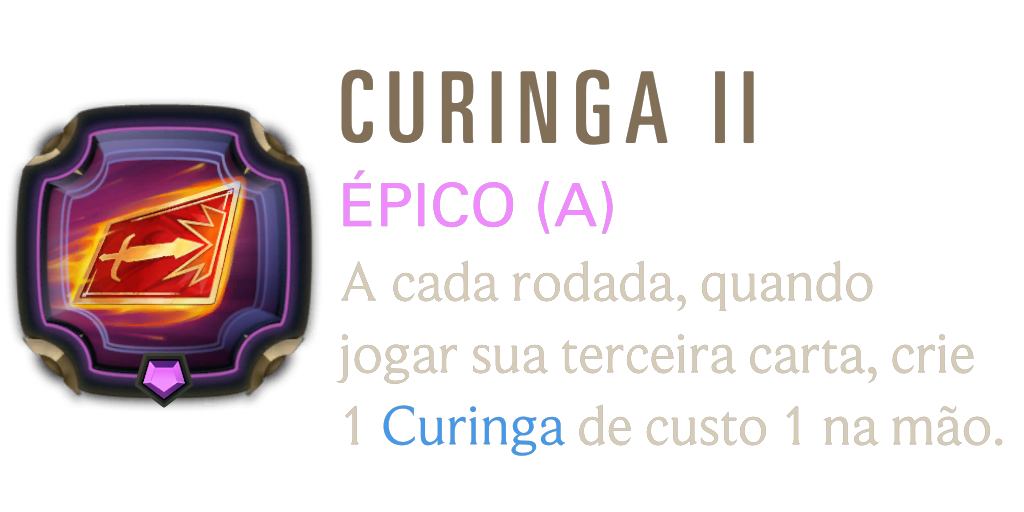 CURINGA II
ÉPICO (A)
A cada rodada, quando
jogar sua terceira carta, crie
1 Curinga de custo 1 na mão.